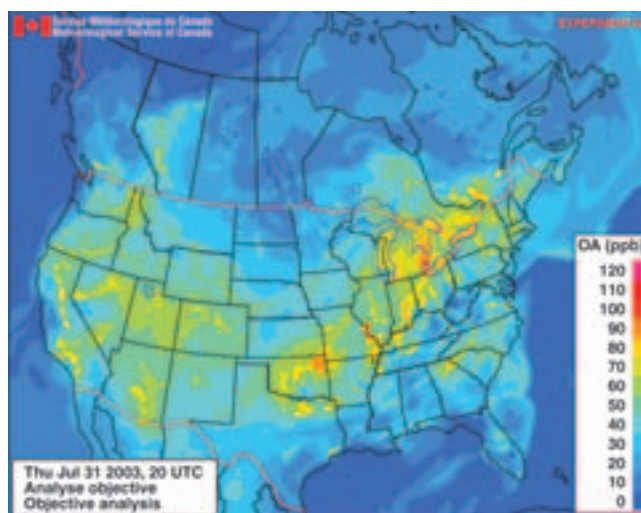 Service Météorologique du Canada
Meteorological Service of Canada
EXPERIMENTAL
OA (ppb)
120
110
100
90
80
70
60
50
40
30
20
10
0
Thu Jul 31 2003, 20 UTC
Analyse objective
Objective analysis